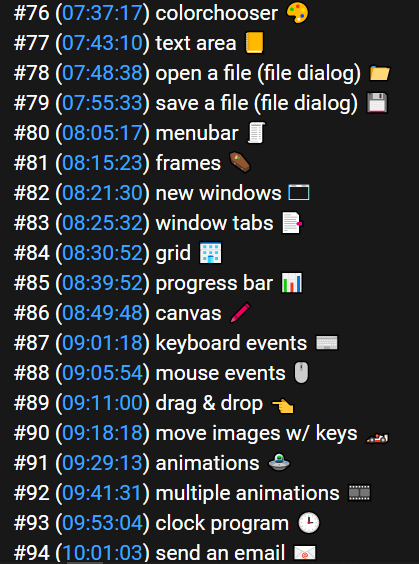 #76 (07:37:17) colorchooser 🎨
#77 (07:43:10) text area 📒
#78 (07:48:38) open a file (file dialog) 📁
#79 (07:55:33) save a file (file dialog) 💾
#80 (08:05:17) menubar 🧾
#81 (08:15:23) frames ⚰️
#82 (08:21:30) new windows 🗔
#83 (08:25:32) window tabs 📑
#84 (08:30:52) grid 🏢
#85 (08:39:52) progress bar 📊
#86 (08:49:48) canvas 🖍️
#87 (09:01:18) keyboard events ⌨️
#88 (09:05:54) mouse events 🖱️
#89 (09:11:00) drag & drop 👈
#90 (09:18:18) move images w/ keys 🏎️
#91 (09:29:13) animations 🛸
#92 (09:41:31) multiple animations 🎞️
#93 (09:53:04) clock program 🕒
#94 (10:01:03) send an email 💌